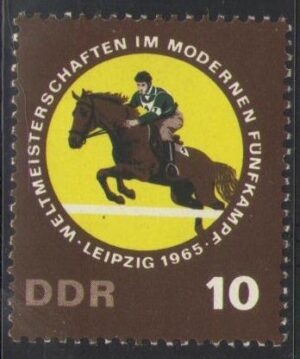 WELTMEISTERSCHAFTEN IM MODERNEN FÜNFKAMPF · LEIPZIG 1965 ·
DDR
10